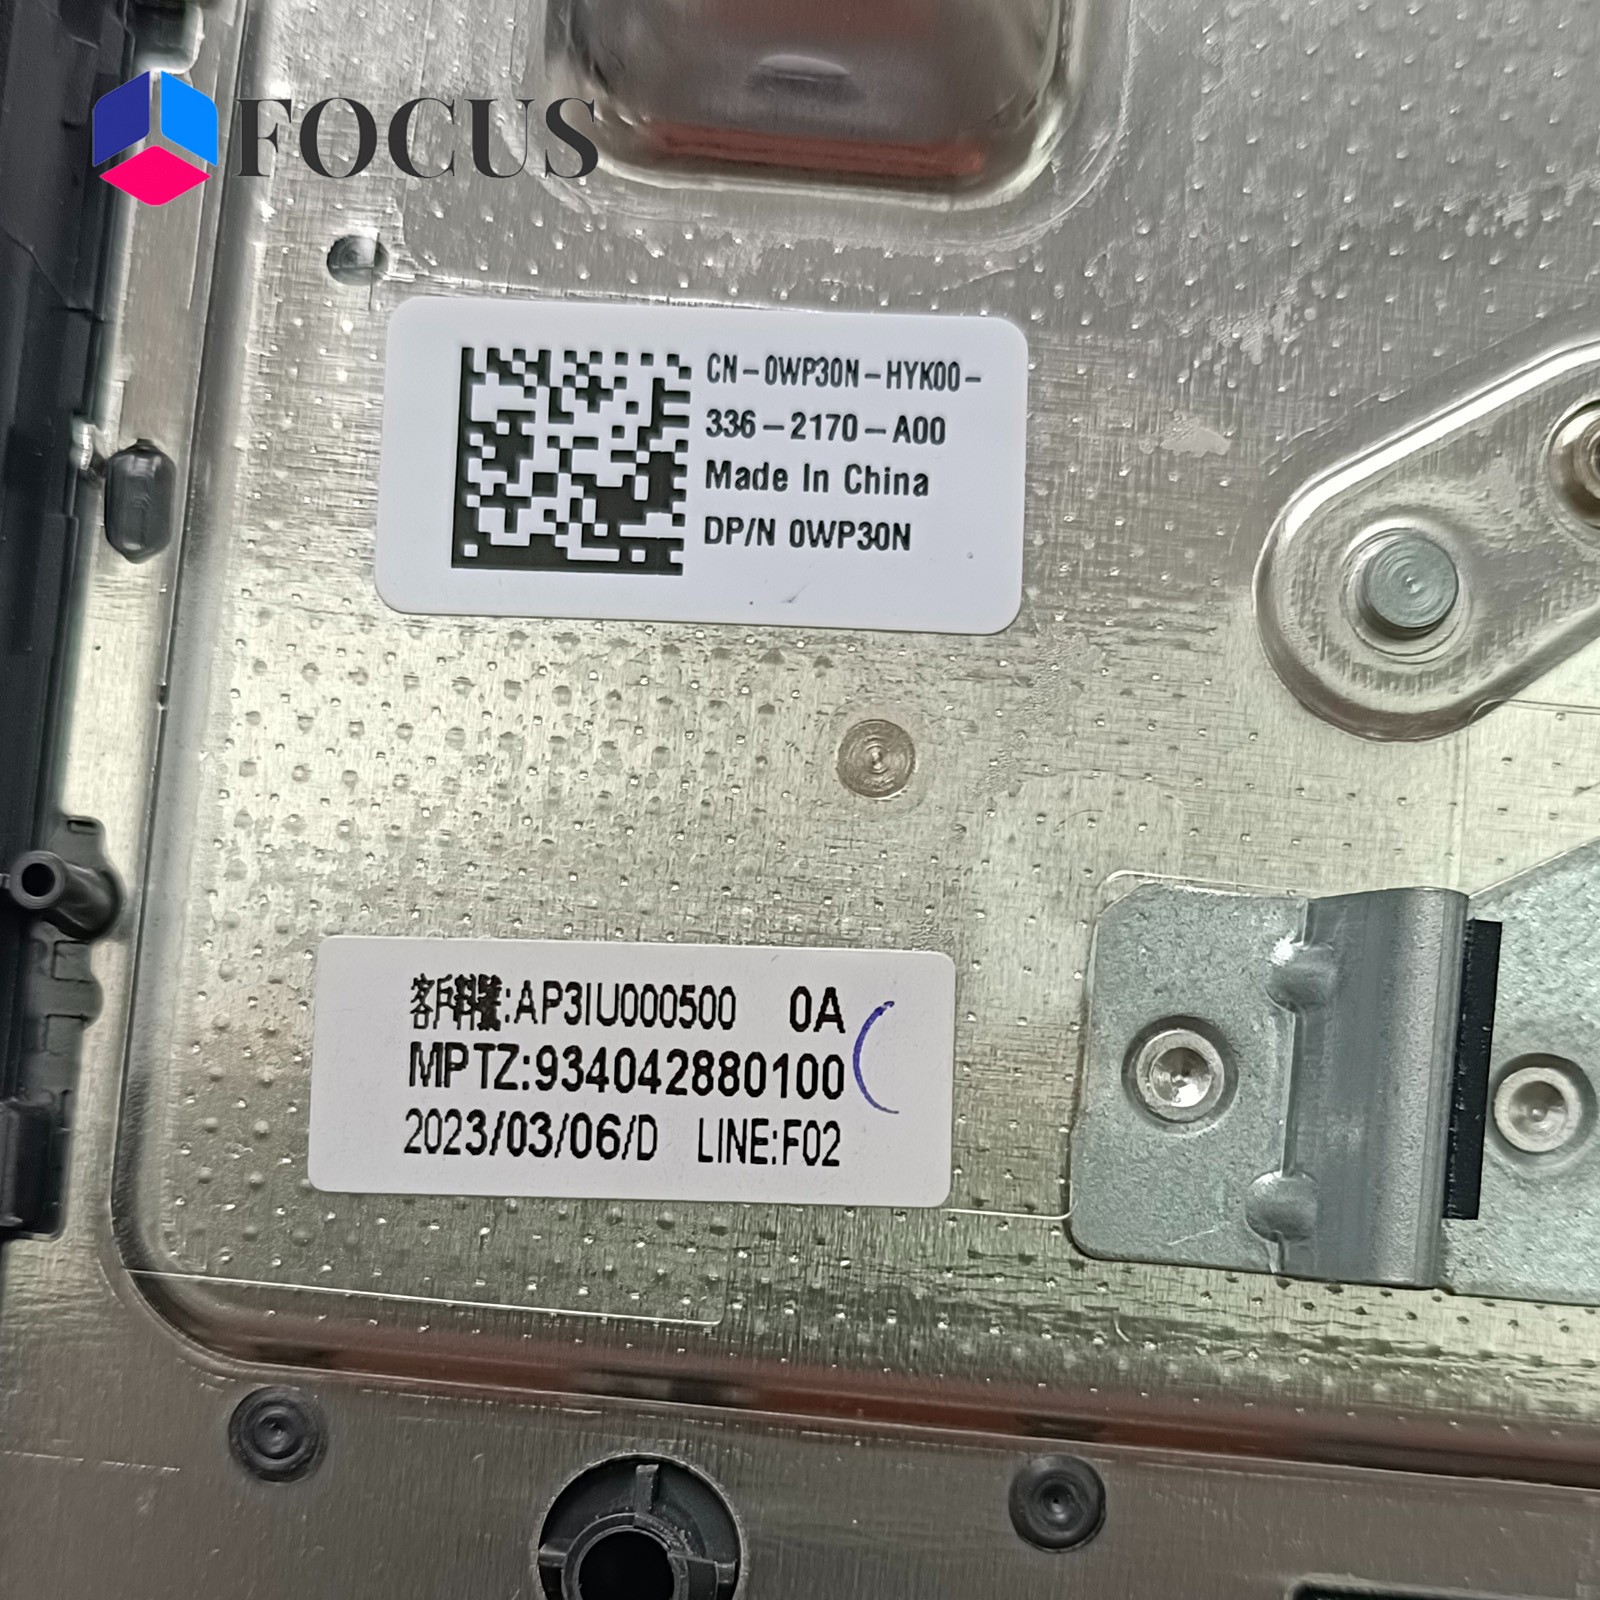 FOCUS
CN-0WP30N-HYK00-
336-2170-A00
Made In China
DP/N 0WP30N
客戶料號:AP3IU000500 0A
MPTZ:934042880100
2023/03/06/D LINE:F02